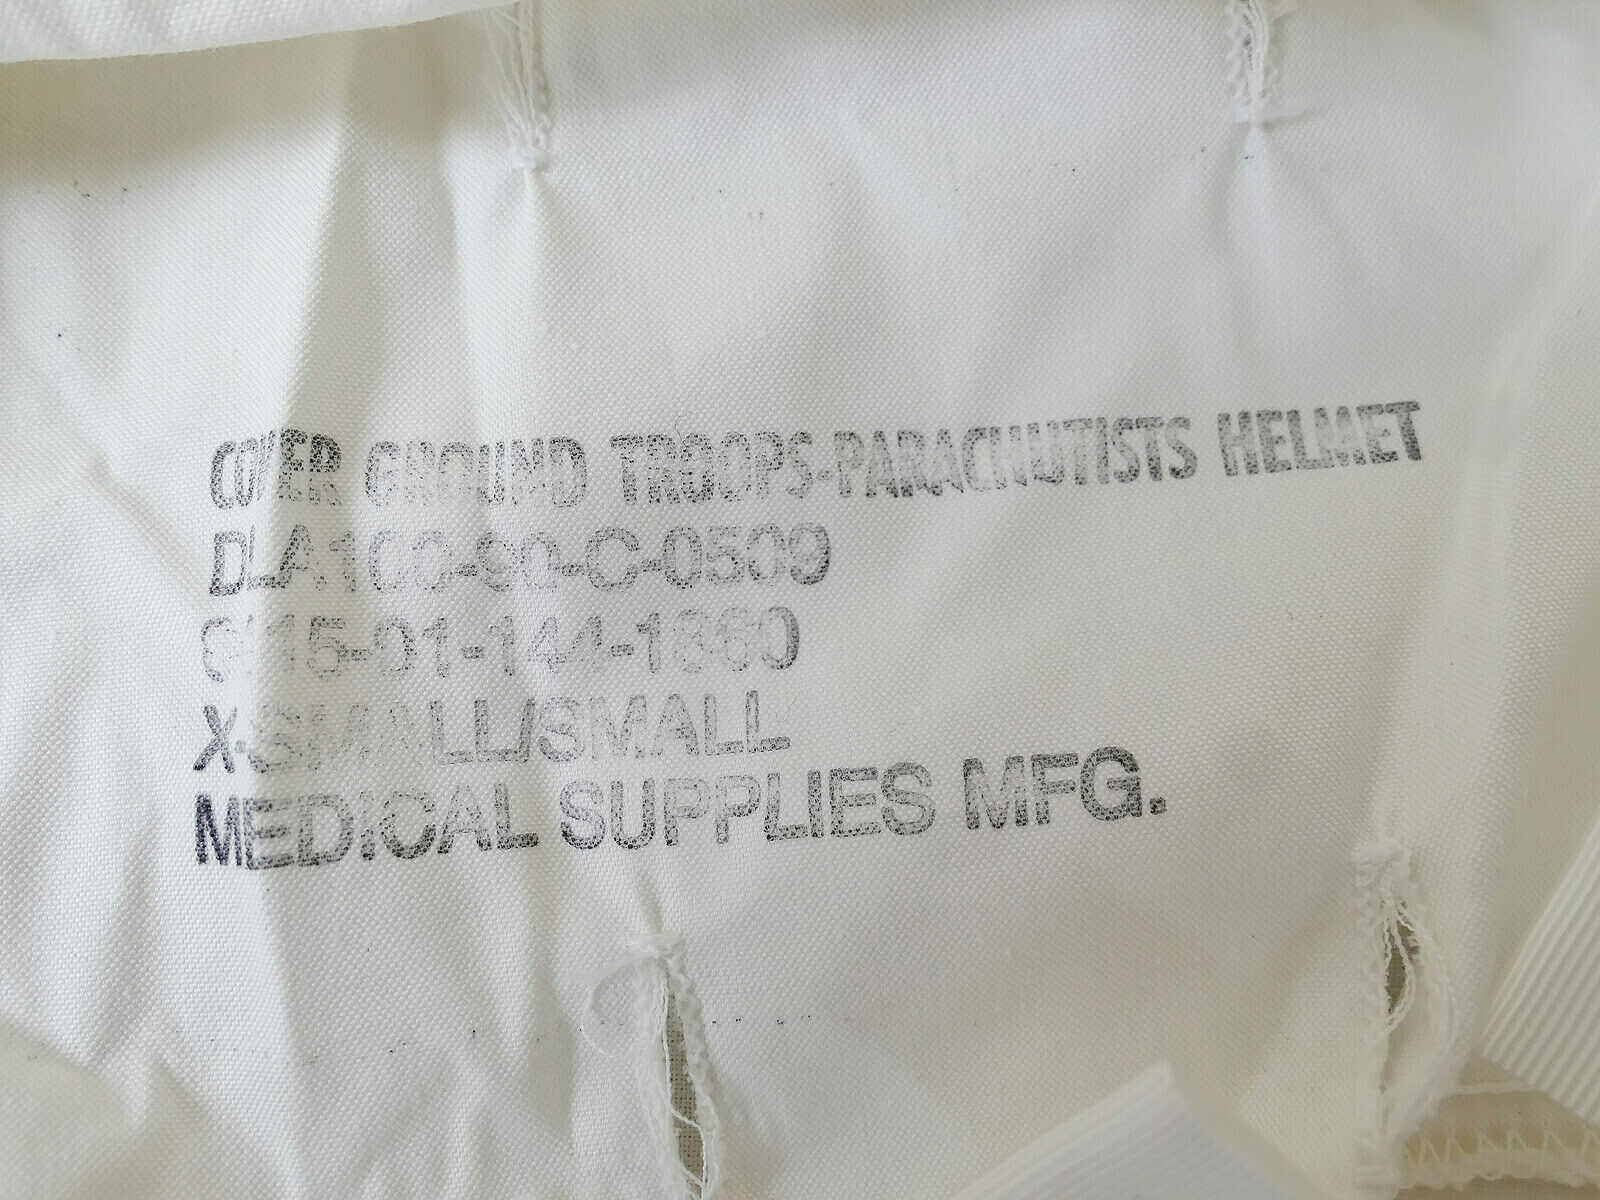 COVER GROUND TROOPS-PARACHUTISTS HELMET
DLA100-90-C-0509
8415-01-144-1860
X-SMALL/SMALL
MEDICAL SUPPLIES MFG.